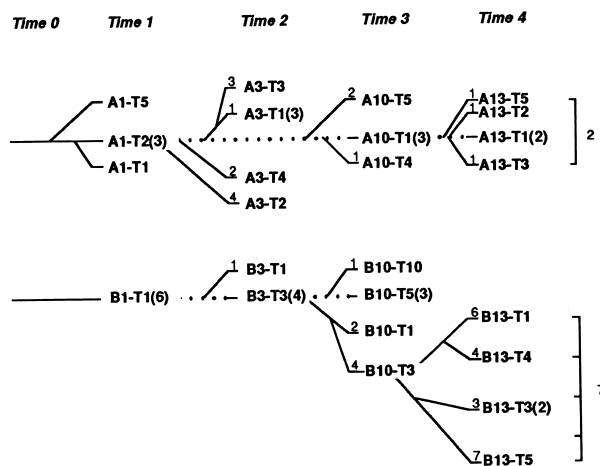 Time 0 Time 1 Time 2 Time 3 Time 4
3 A3-T3
A1-T5
2 A10-T5
1 A13-T5
1 A3-T1(3)
1 A13-T2
A1-T2(3)
A10-T1(3)
A13-T1(2)
2
A1-T1
1 A10-T4
1 A13-T3
2 A3-T4
4 A3-T2
1 B3-T1
1 B10-T10
B1-T1(6)
B3-T3(4)
B10-T5(3)
6 B13-T1
2 B10-T1
4 B13-T4
4 B10-T3
3 B13-T3(2)
7 B13-T5